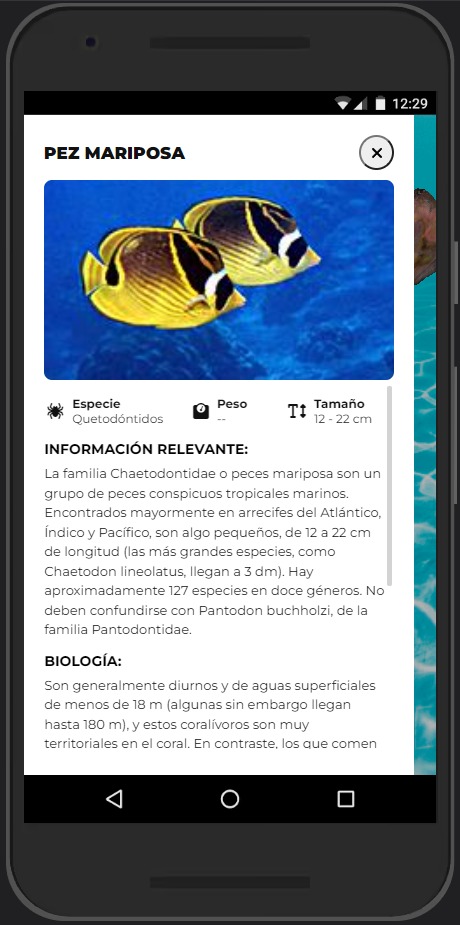 12:29
PEZ MARIPOSA
Especie
Quetodóntidos
Peso
--
Tamaño
12 - 22 cm
INFORMACIÓN RELEVANTE:
La familia Chaetodontidae o peces mariposa son un
grupo de peces conspicuos tropicales marinos.
Encontrados mayormente en arrecifes del Atlántico,
Índico y Pacífico, son algo pequeños, de 12 a 22 cm
de longitud (las más grandes especies, como
Chaetodon lineolatus, llegan a 3 dm). Hay
aproximadamente 127 especies en doce géneros. No
deben confundirse con Pantodon buchholzi, de la
familia Pantodontidae.
BIOLOGÍA:
Son generalmente diurnos y de aguas superficiales
de menos de 18 m (algunas sin embargo llegan
hasta 180 m), y estos coralívoros son muy
territoriales en el coral. En contraste, los que comen